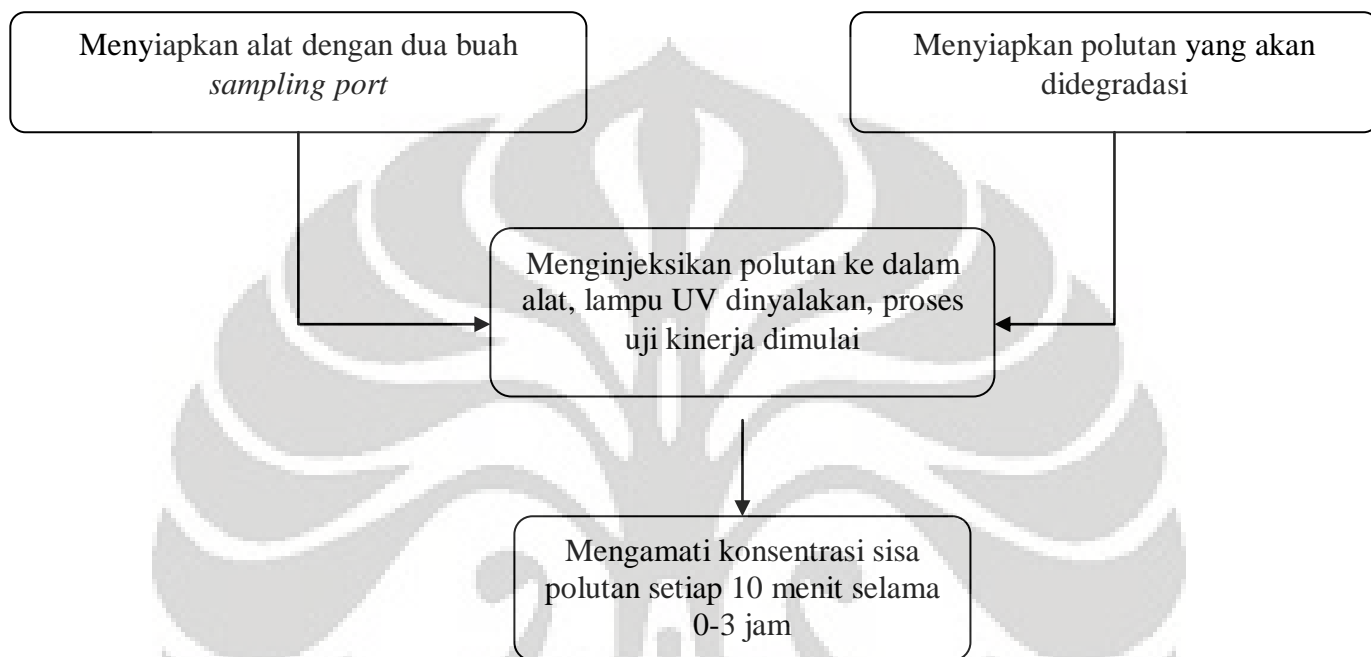 Menyiapkan alat dengan dua buah
sampling port
Menyiapkan polutan yang akan
didegradasi
Menginjeksikan polutan ke dalam
alat, lampu UV dinyalakan, proses
uji kinerja dimulai
Mengamati konsentrasi sisa
polutan setiap 10 menit selama
0-3 jam